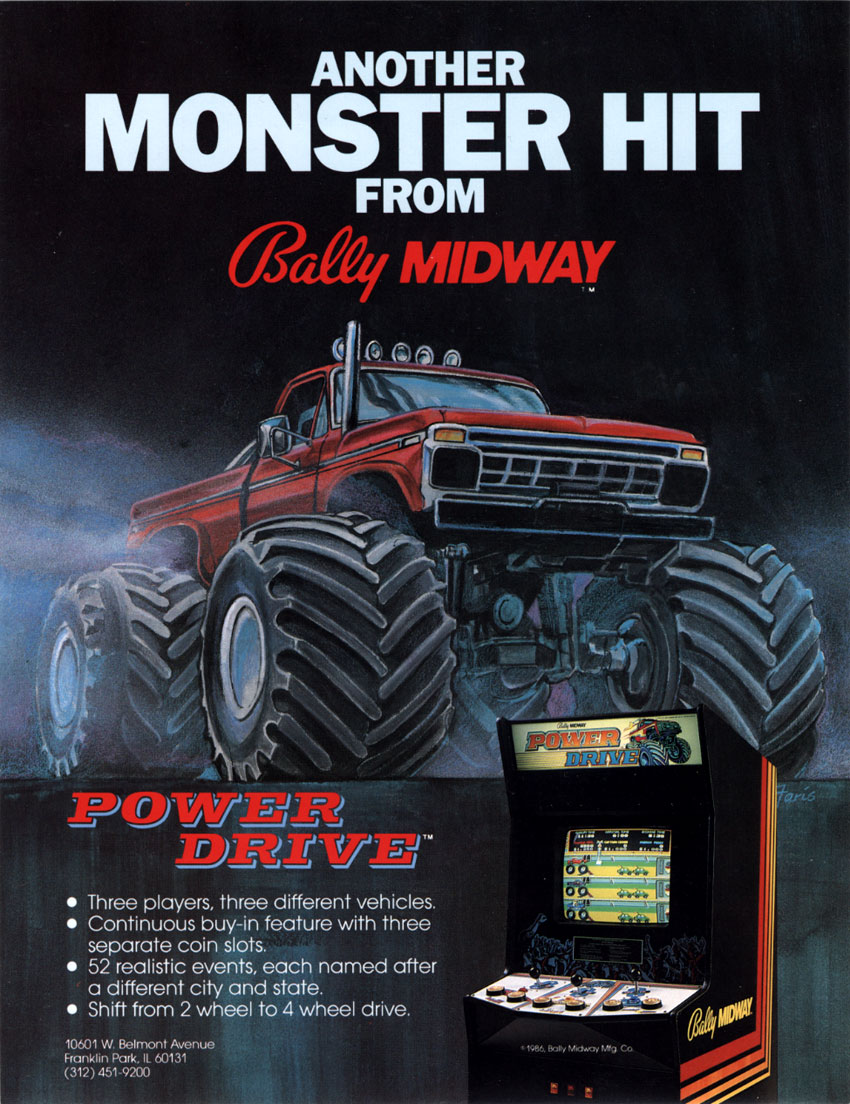 ANOTHER
MONSTER HIT
FROM
Bally MIDWAY
TM
Bally MIDWAY
POWER
DRIVE
Faris
POWER
DRIVE™
• Three players, three different vehicles.
• Continuous buy-in feature with three
separate coin slots.
• 52 realistic events, each named after
a different city and state.
• Shift from 2 wheel to 4 wheel drive.
10601 W. Belmont Avenue
Franklin Park, IL 60131
(312) 451-9200
Bally MIDWAY
©1986, Bally Midway Mfg. Co.